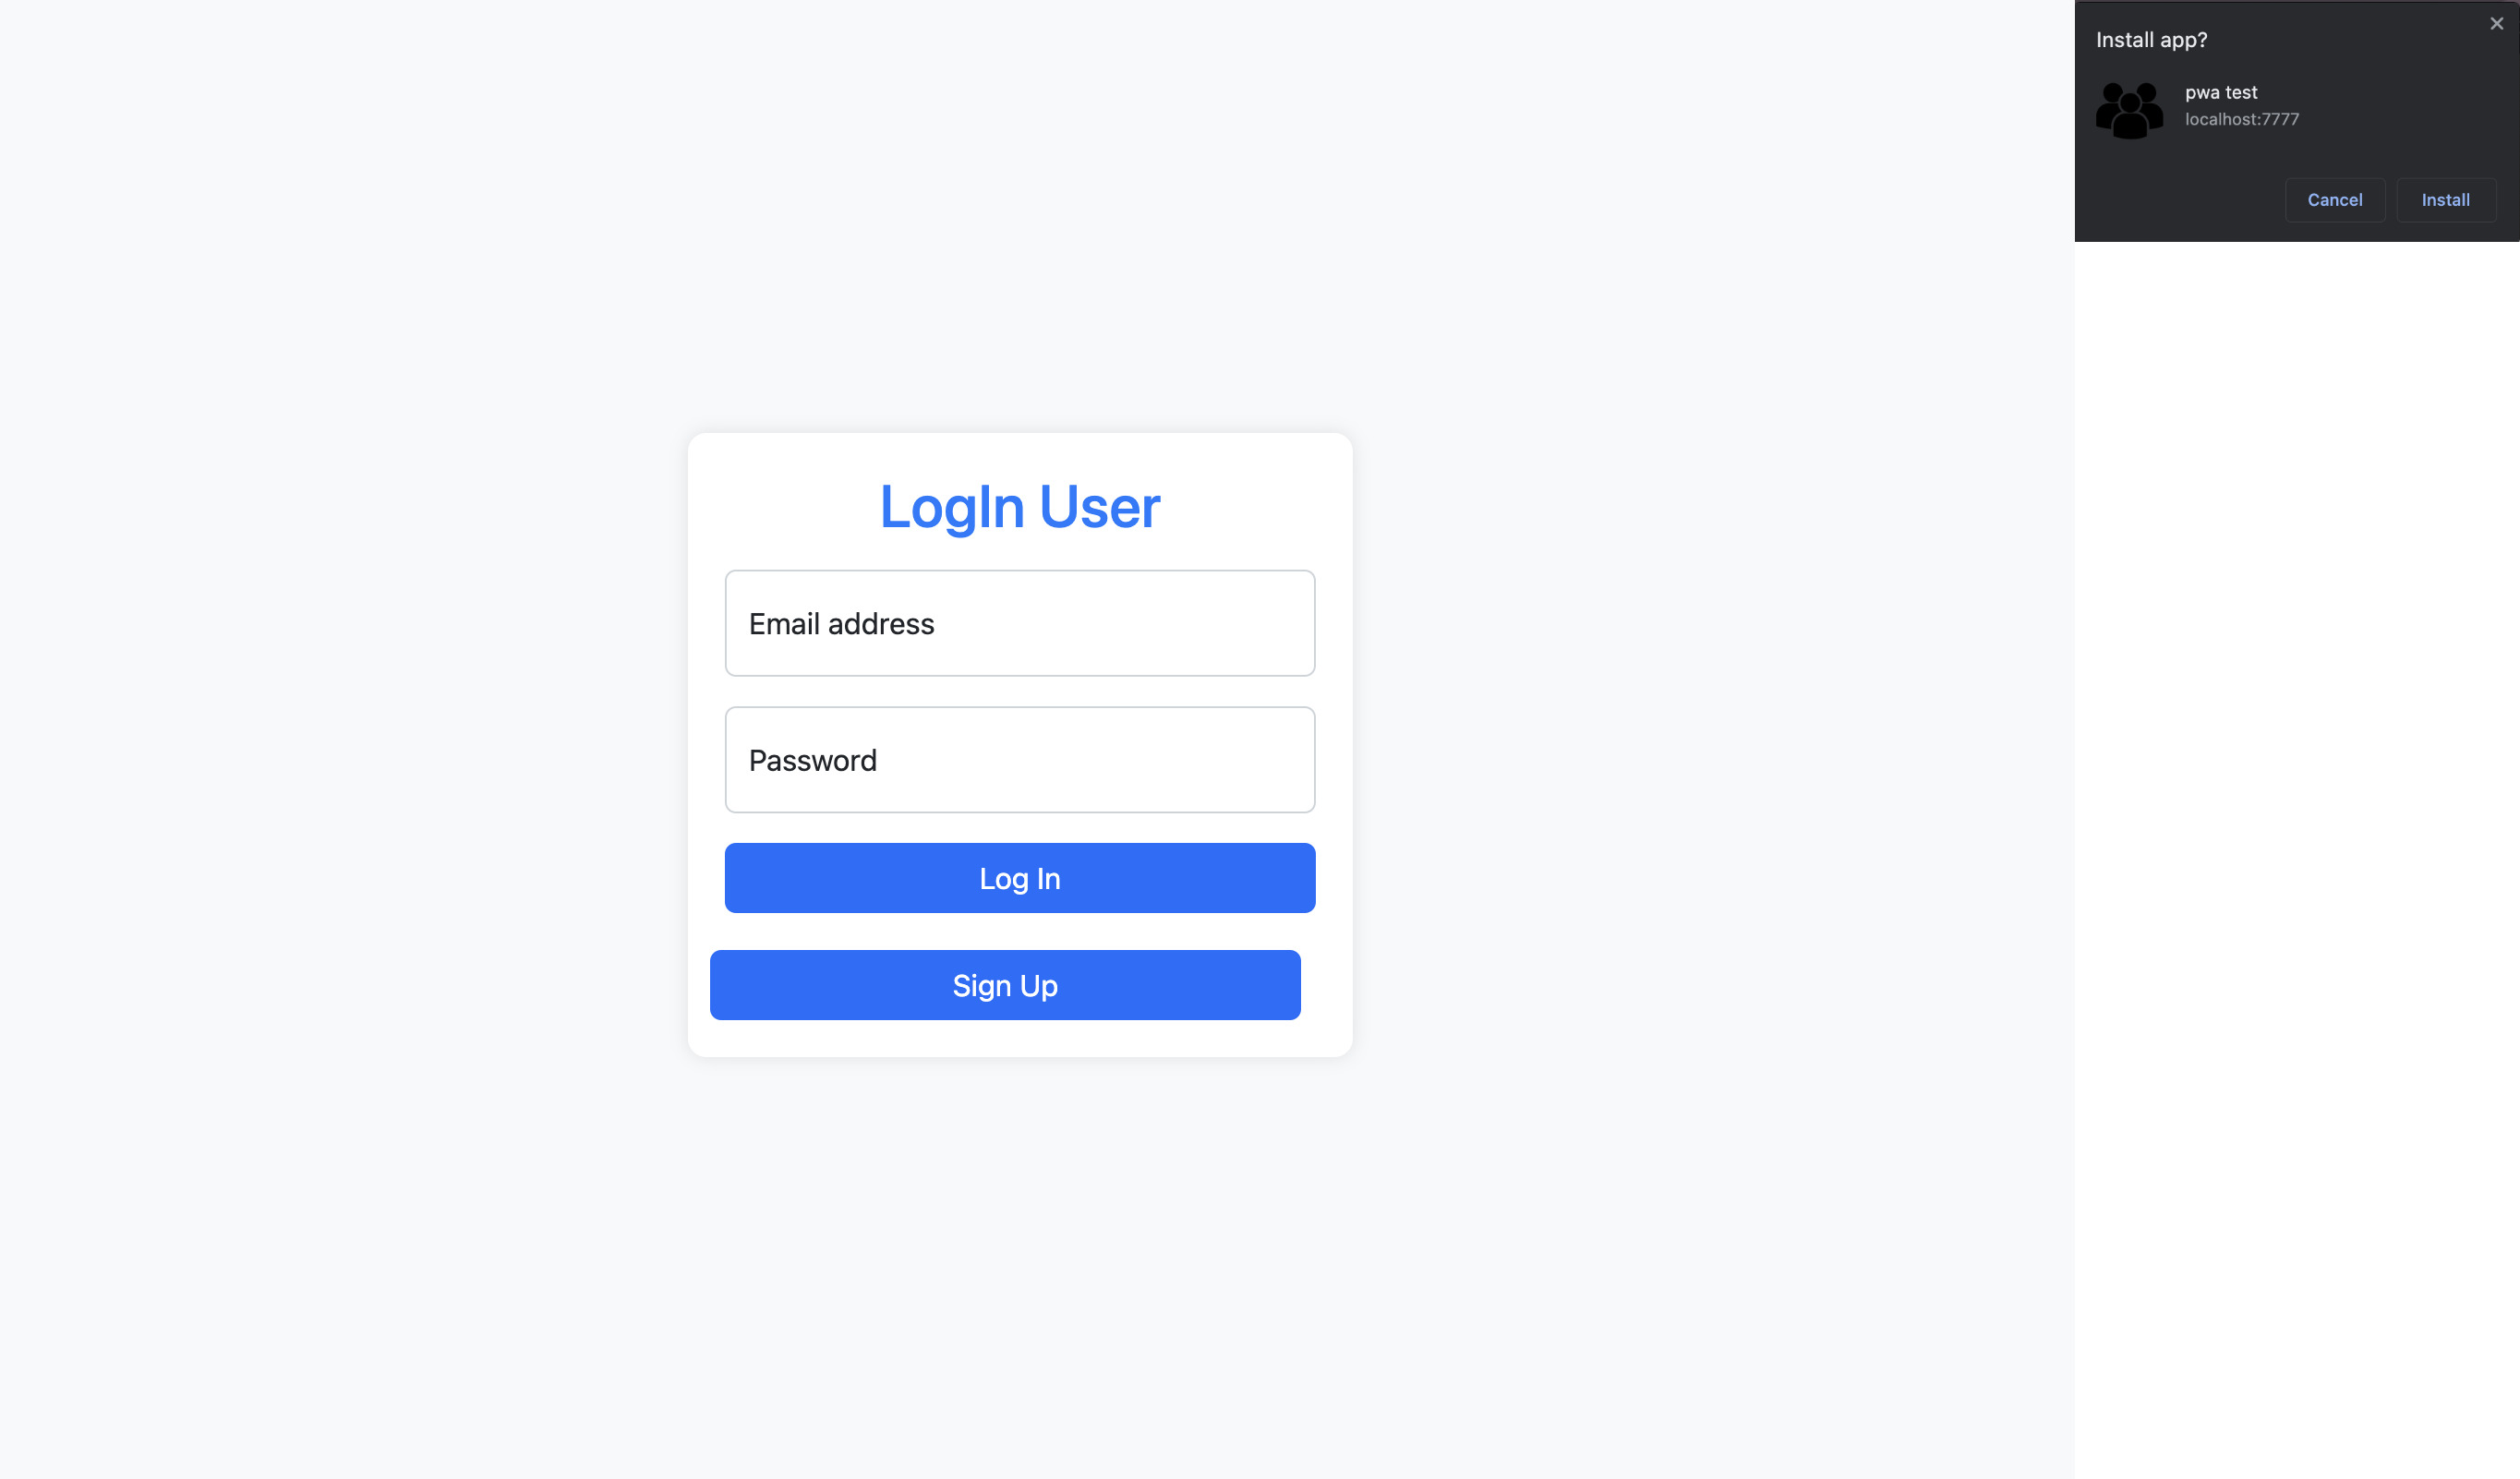 Install app?
pwa test
localhost:7777
Cancel
Install
LogIn User
Email address
Password
Log In
Sign Up